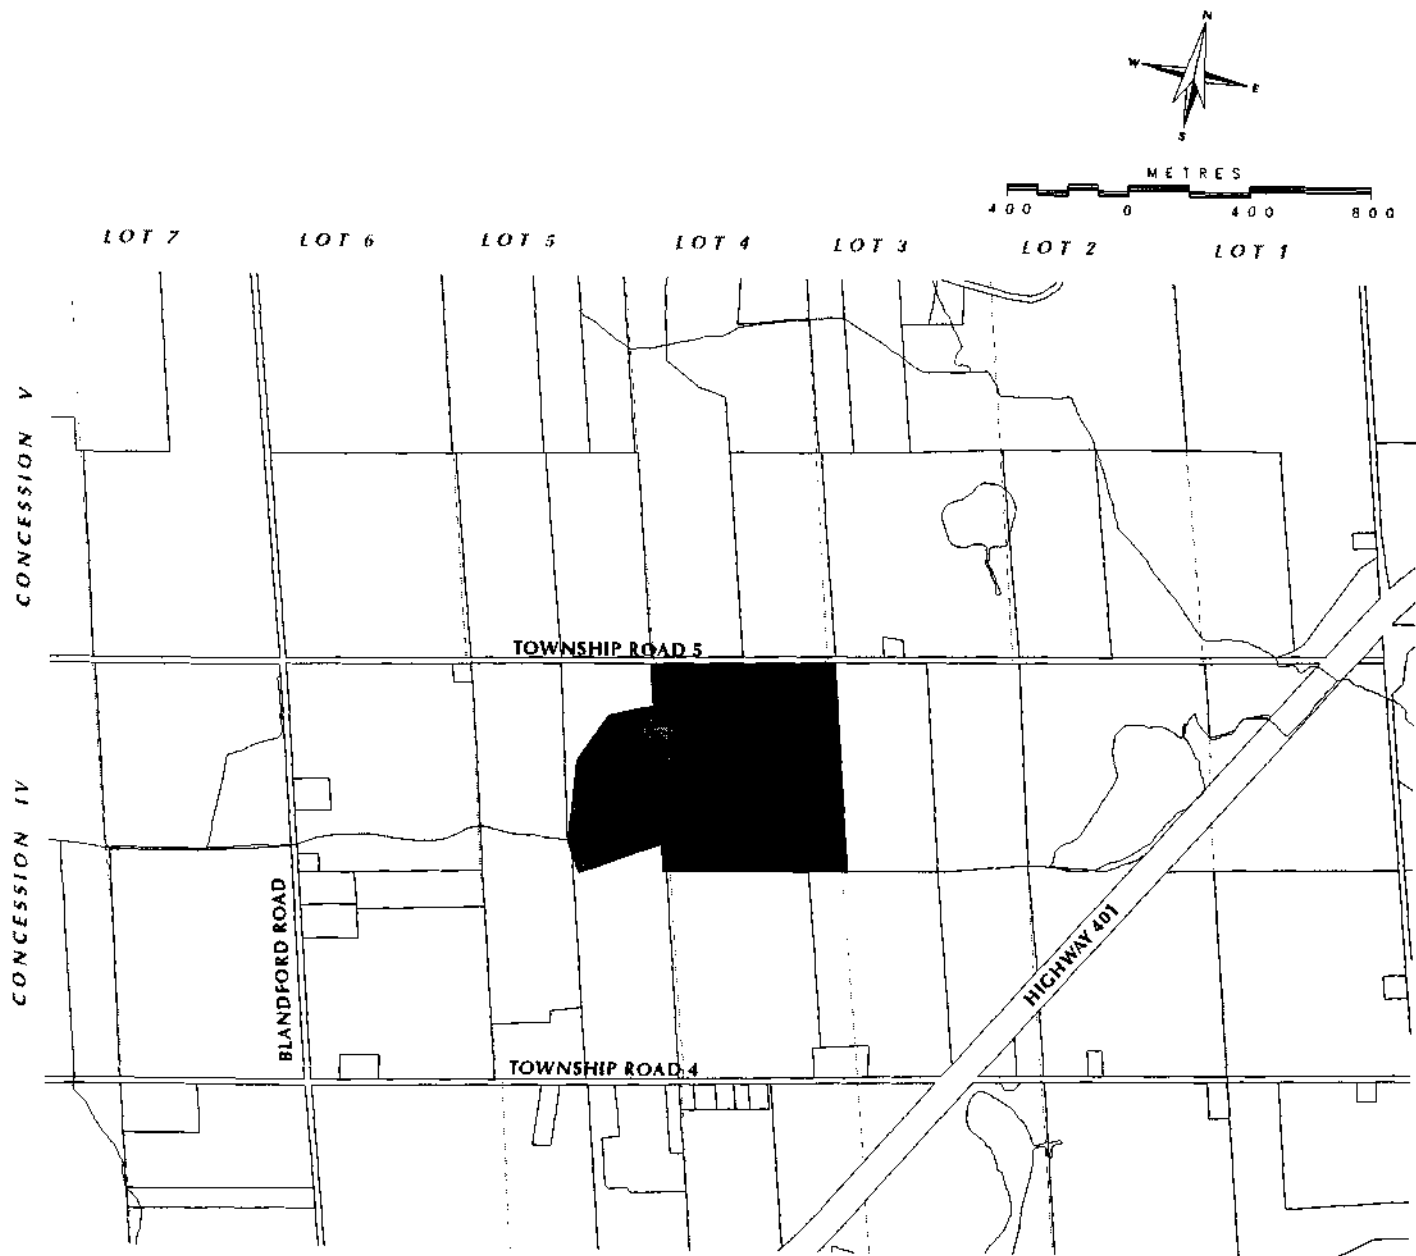 N
W
E
S
METRES
400 0 400 800
LOT 7 LOT 6 LOT 5 LOT 4 LOT 3 LOT 2 LOT 1
CONCESSION V
TOWNSHIP ROAD 5
CONCESSION IV
BLANDFORD ROAD
HIGHWAY 401
TOWNSHIP ROAD 4